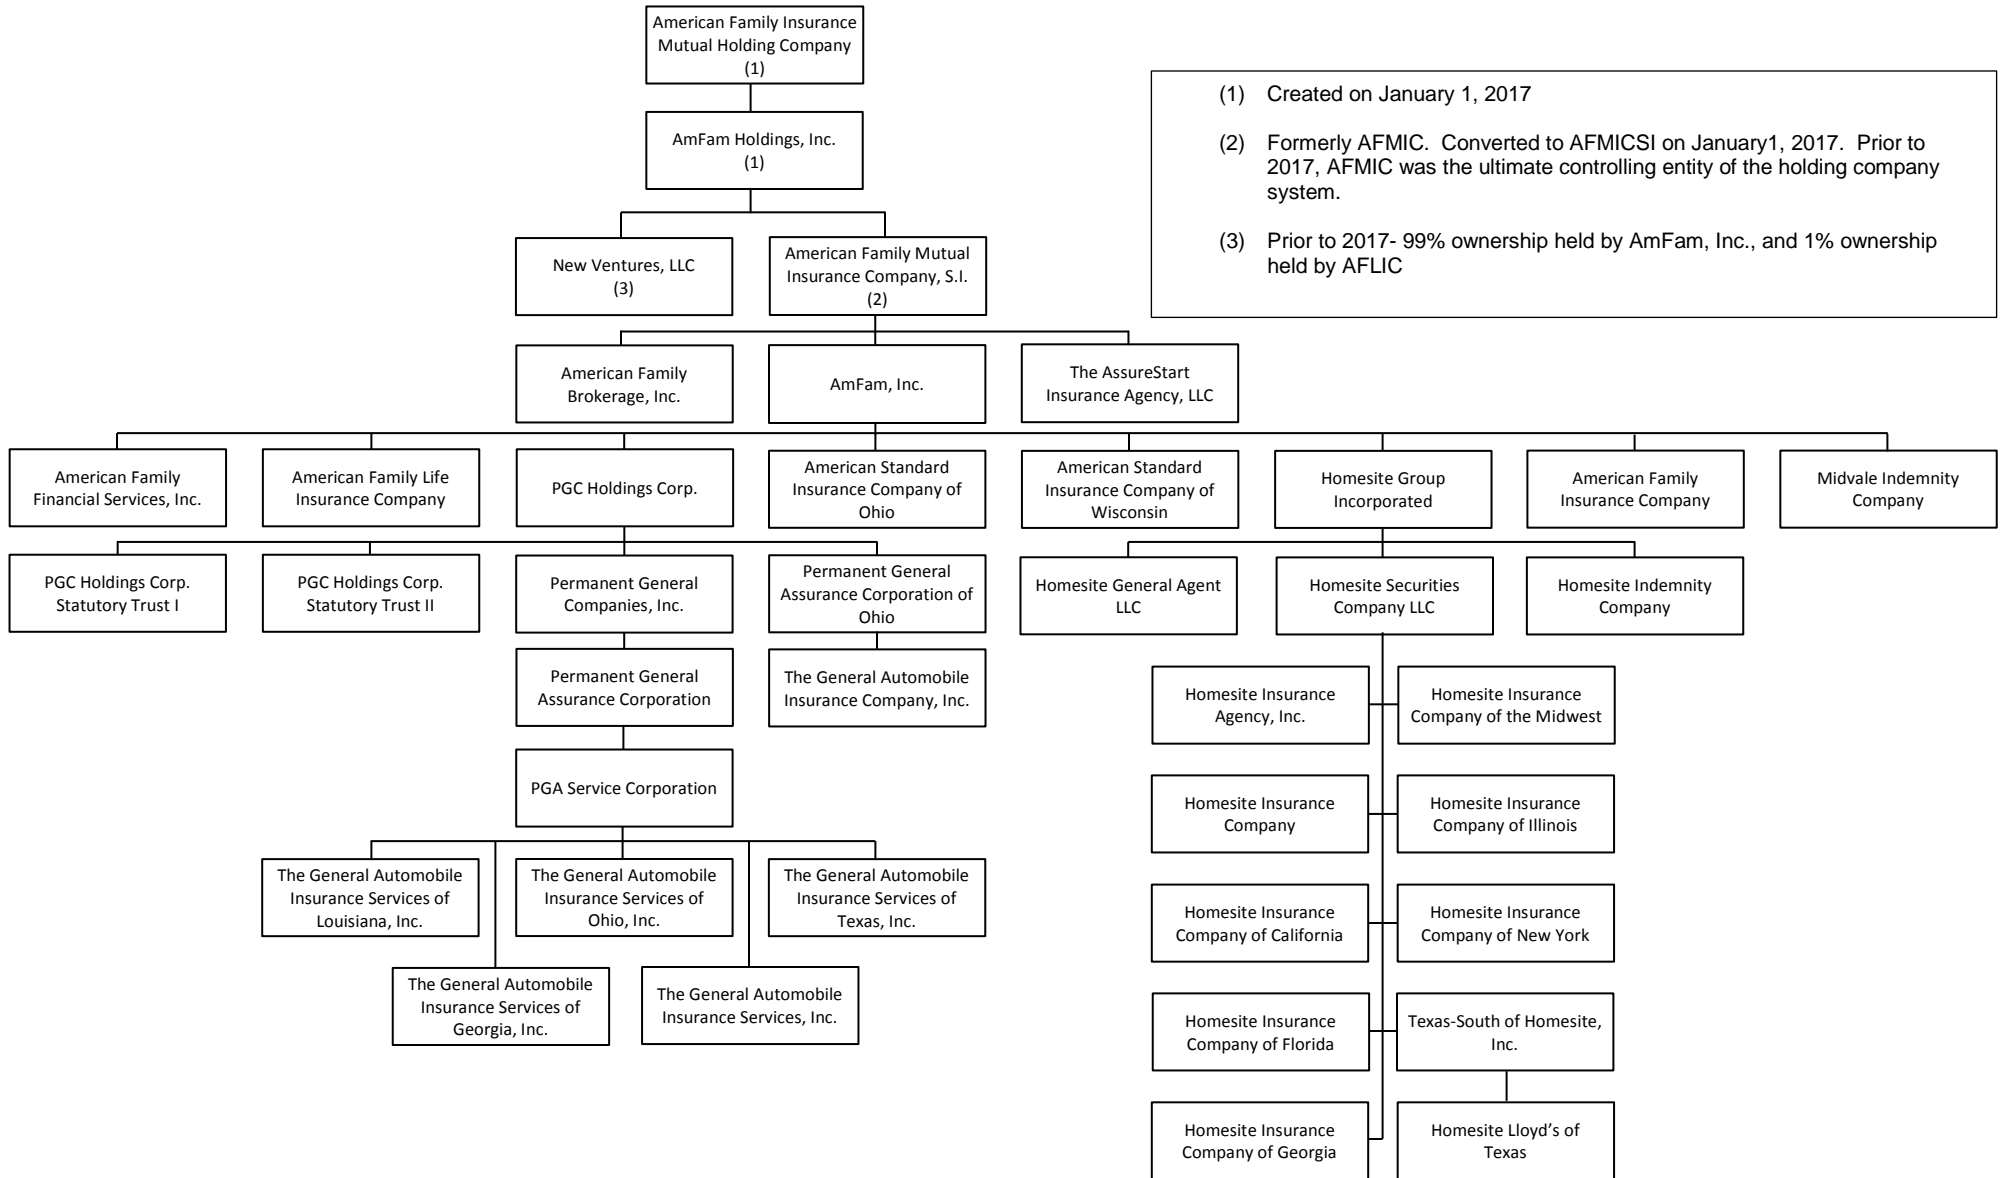 American Family Insurance
Mutual Holding Company
(1)
AmFam Holdings, Inc.
(1)
(1) Created on January 1, 2017
(2) Formerly AFMIC. Converted to AFMICSI on January1, 2017. Prior to
2017, AFMIC was the ultimate controlling entity of the holding company
system.
(3) Prior to 2017- 99% ownership held by AmFam, Inc., and 1% ownership
held by AFLIC
New Ventures, LLC
(3)
American Family Mutual
Insurance Company, S.I.
(2)
American Family
Brokerage, Inc.
AmFam, Inc.
The AssureStart
Insurance Agency, LLC
American Family
Financial Services, Inc.
American Family Life
Insurance Company
PGC Holdings Corp.
American Standard
Insurance Company of
Ohio
American Standard
Insurance Company of
Wisconsin
Homesite Group
Incorporated
American Family
Insurance Company
Midvale Indemnity
Company
PGC Holdings Corp.
Statutory Trust I
PGC Holdings Corp.
Statutory Trust II
Permanent General
Companies, Inc.
Permanent General
Assurance Corporation of
Ohio
Homesite General Agent
LLC
Homesite Securities
Company LLC
Homesite Indemnity
Company
Permanent General
Assurance Corporation
The General Automobile
Insurance Company, Inc.
Homesite Insurance
Agency, Inc.
Homesite Insurance
Company of the Midwest
PGA Service Corporation
Homesite Insurance
Company
Homesite Insurance
Company of Illinois
The General Automobile
Insurance Services of
Louisiana, Inc.
The General Automobile
Insurance Services of
Ohio, Inc.
The General Automobile
Insurance Services of
Texas, Inc.
Homesite Insurance
Company of California
Homesite Insurance
Company of New York
The General Automobile
Insurance Services of
Georgia, Inc.
The General Automobile
Insurance Services, Inc.
Homesite Insurance
Company of Florida
Texas-South of Homesite,
Inc.
Homesite Insurance
Company of Georgia
Homesite Lloyd's of
Texas